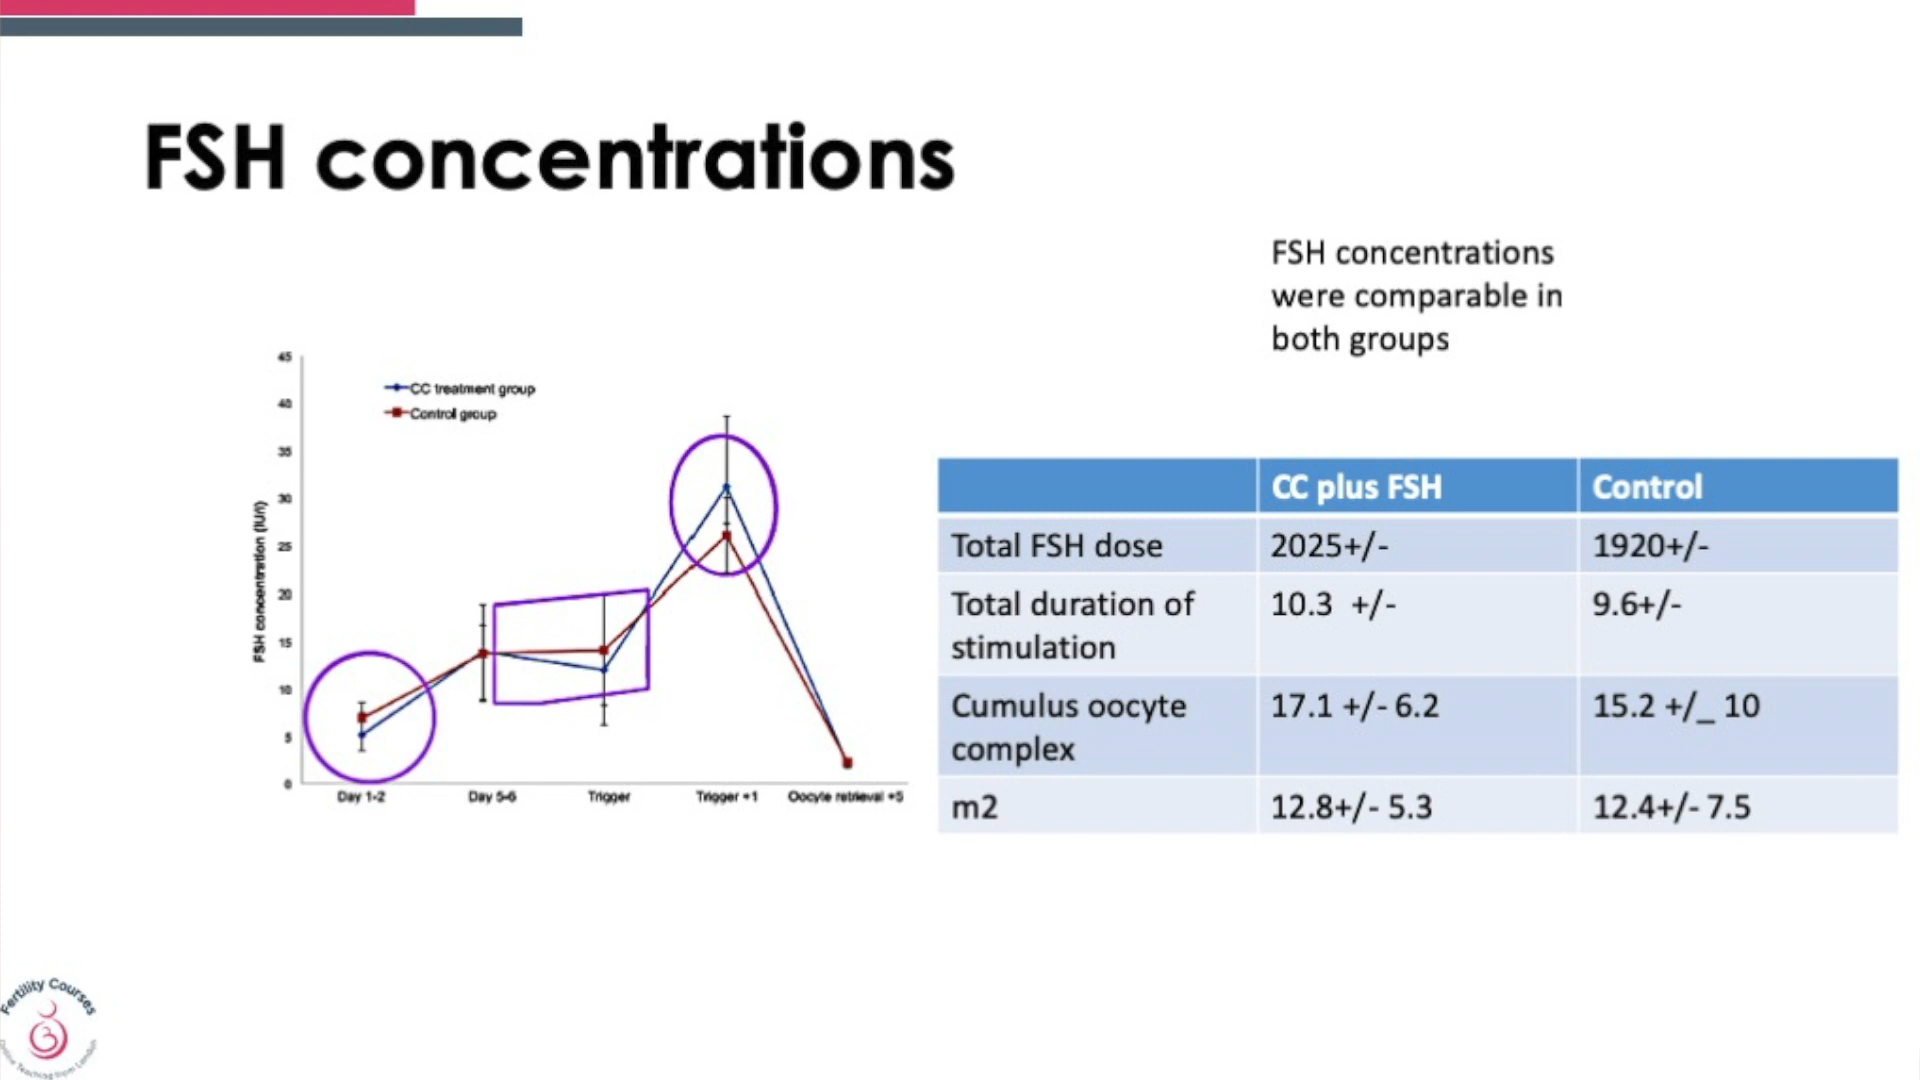 FSH concentrations
FSH concentrations
were comparable in
both groups
45
40
35
30
25
20
15
10
5
0
FSH concentration (IU/l)
CC treatment group
Control group
Day 1-2
Day 5-6
Trigger
Trigger +1
Oocyte retrieval +5
CC plus FSH
Control
Total FSH dose
2025+/-
1920+/-
Total duration of
stimulation
10.3 +/-
9.6+/-
Cumulus oocyte
complex
17.1 +/- 6.2
15.2 +/_ 10
m2
12.8+/- 5.3
12.4+/- 7.5
Fertility Courses
Online Teaching from London